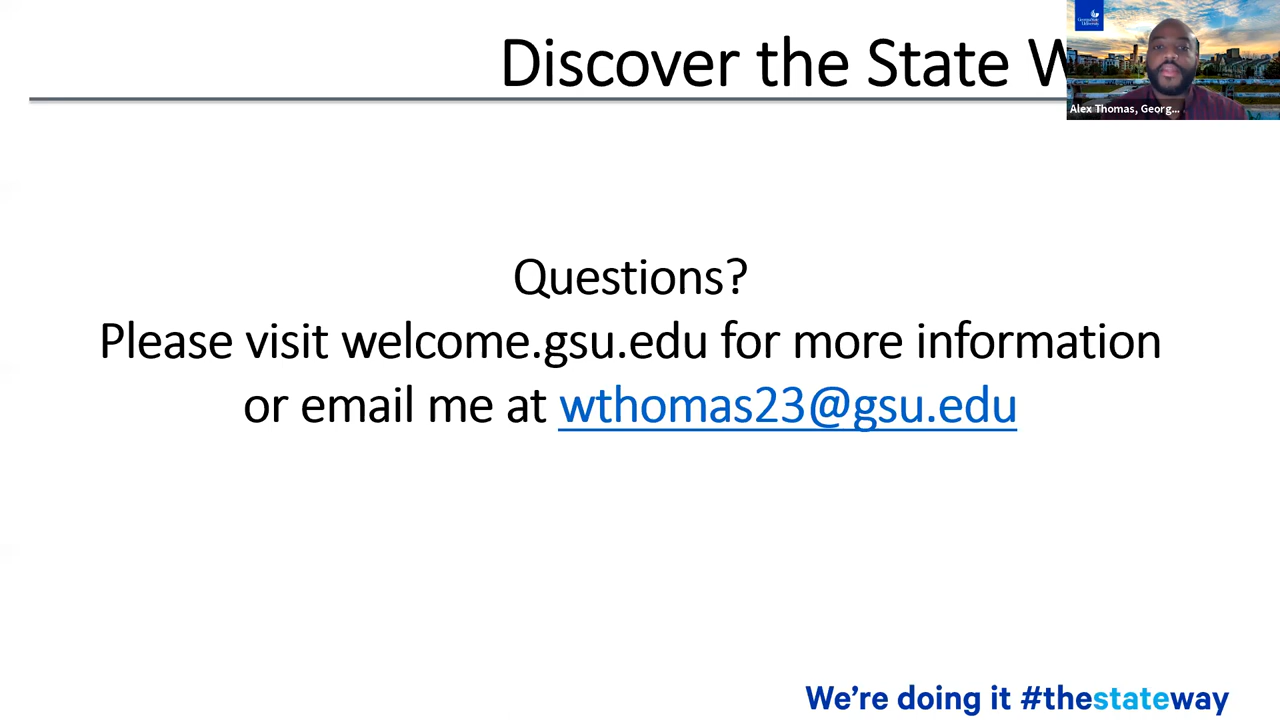 Discover the State W
Alex Thomas, Georg...
Questions?
Please visit welcome.gsu.edu for more information
or email me at wthomas23@gsu.edu
We're doing it #thestateway